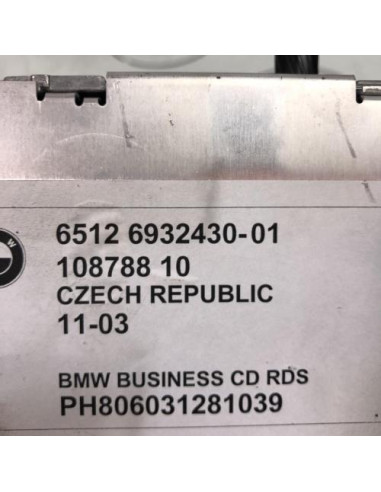 W
6512 6932430-01
108788 10
CZECH REPUBLIC
11-03
BMW BUSINESS CD RDS
PH806031281039